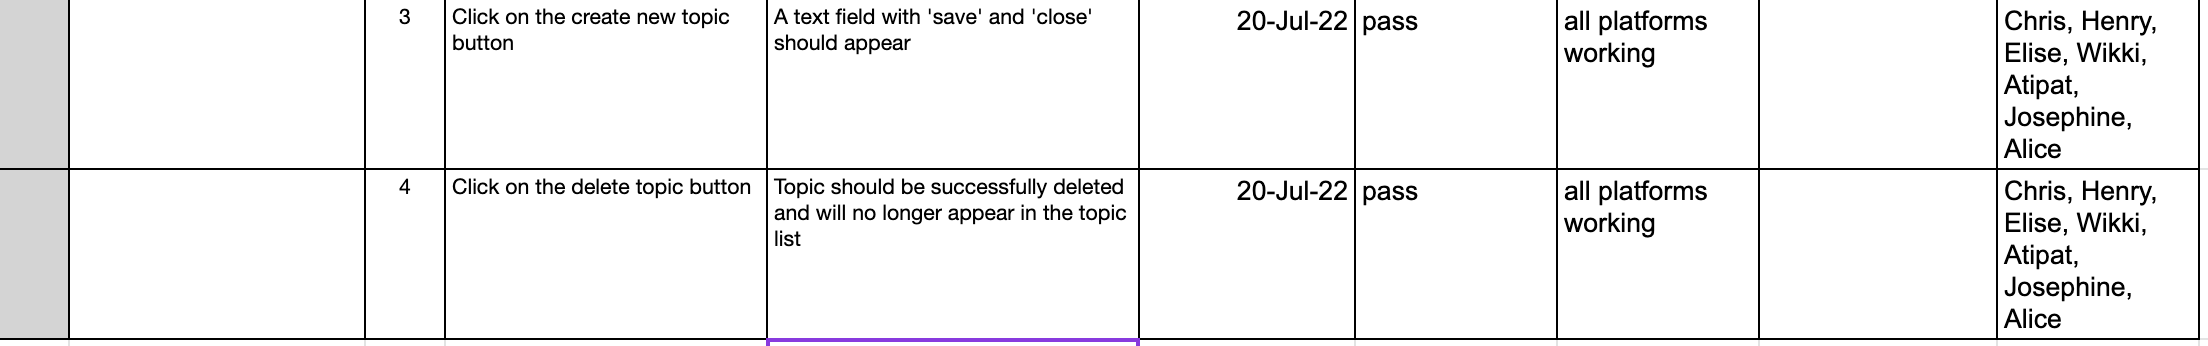 3
Click on the create new topic
button
A text field with 'save' and 'close'
should appear
20-Jul-22
pass
all platforms
working
Chris, Henry,
Elise, Wikki,
Atipat,
Josephine,
Alice
4
Click on the delete topic button
Topic should be successfully deleted
and will no longer appear in the topic
list
20-Jul-22
pass
all platforms
working
Chris, Henry,
Elise, Wikki,
Atipat,
Josephine,
Alice